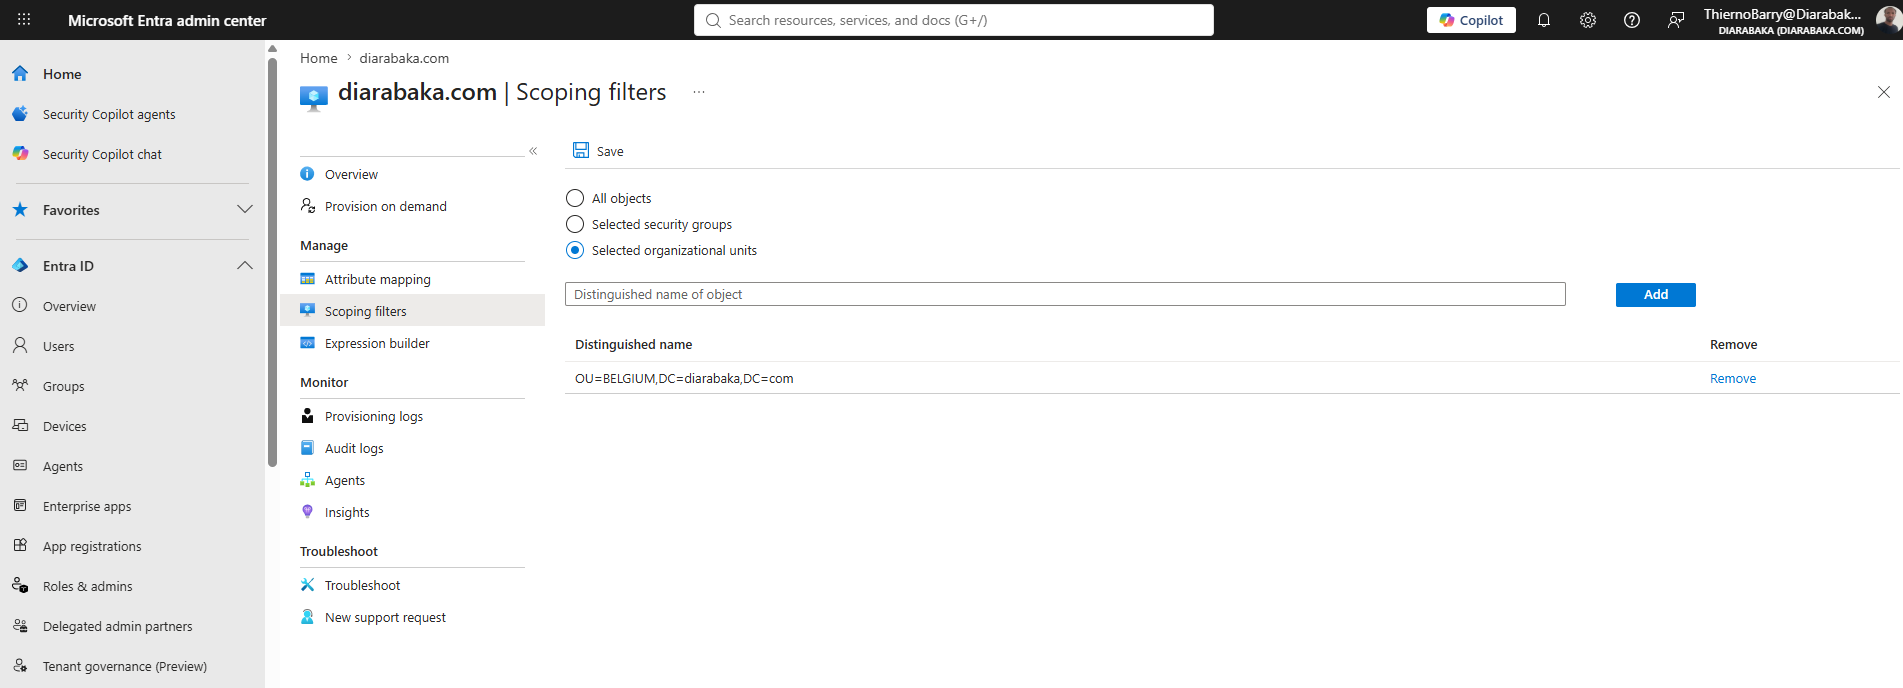 Microsoft Entra admin center
Search resources, services, and docs (G+/)
Copilot
ThiernoBarry@Diarabak...
DIARABAKA (DIARABAKA.COM)
Home
Security Copilot agents
Security Copilot chat
Favorites
Entra ID
Overview
Users
Groups
Devices
Agents
Enterprise apps
App registrations
Roles & admins
Delegated admin partners
Tenant governance (Preview)
Home > diarabaka.com
diarabaka.com | Scoping filters
...
«
Overview
Provision on demand
Manage
Attribute mapping
Scoping filters
Expression builder
Monitor
Provisioning logs
Audit logs
Agents
Insights
Troubleshoot
Troubleshoot
New support request
Save
All objects
Selected security groups
Selected organizational units
Distinguished name of object
Add
Distinguished name Remove
OU=BELGIUM,DC=diarabaka,DC=com Remove